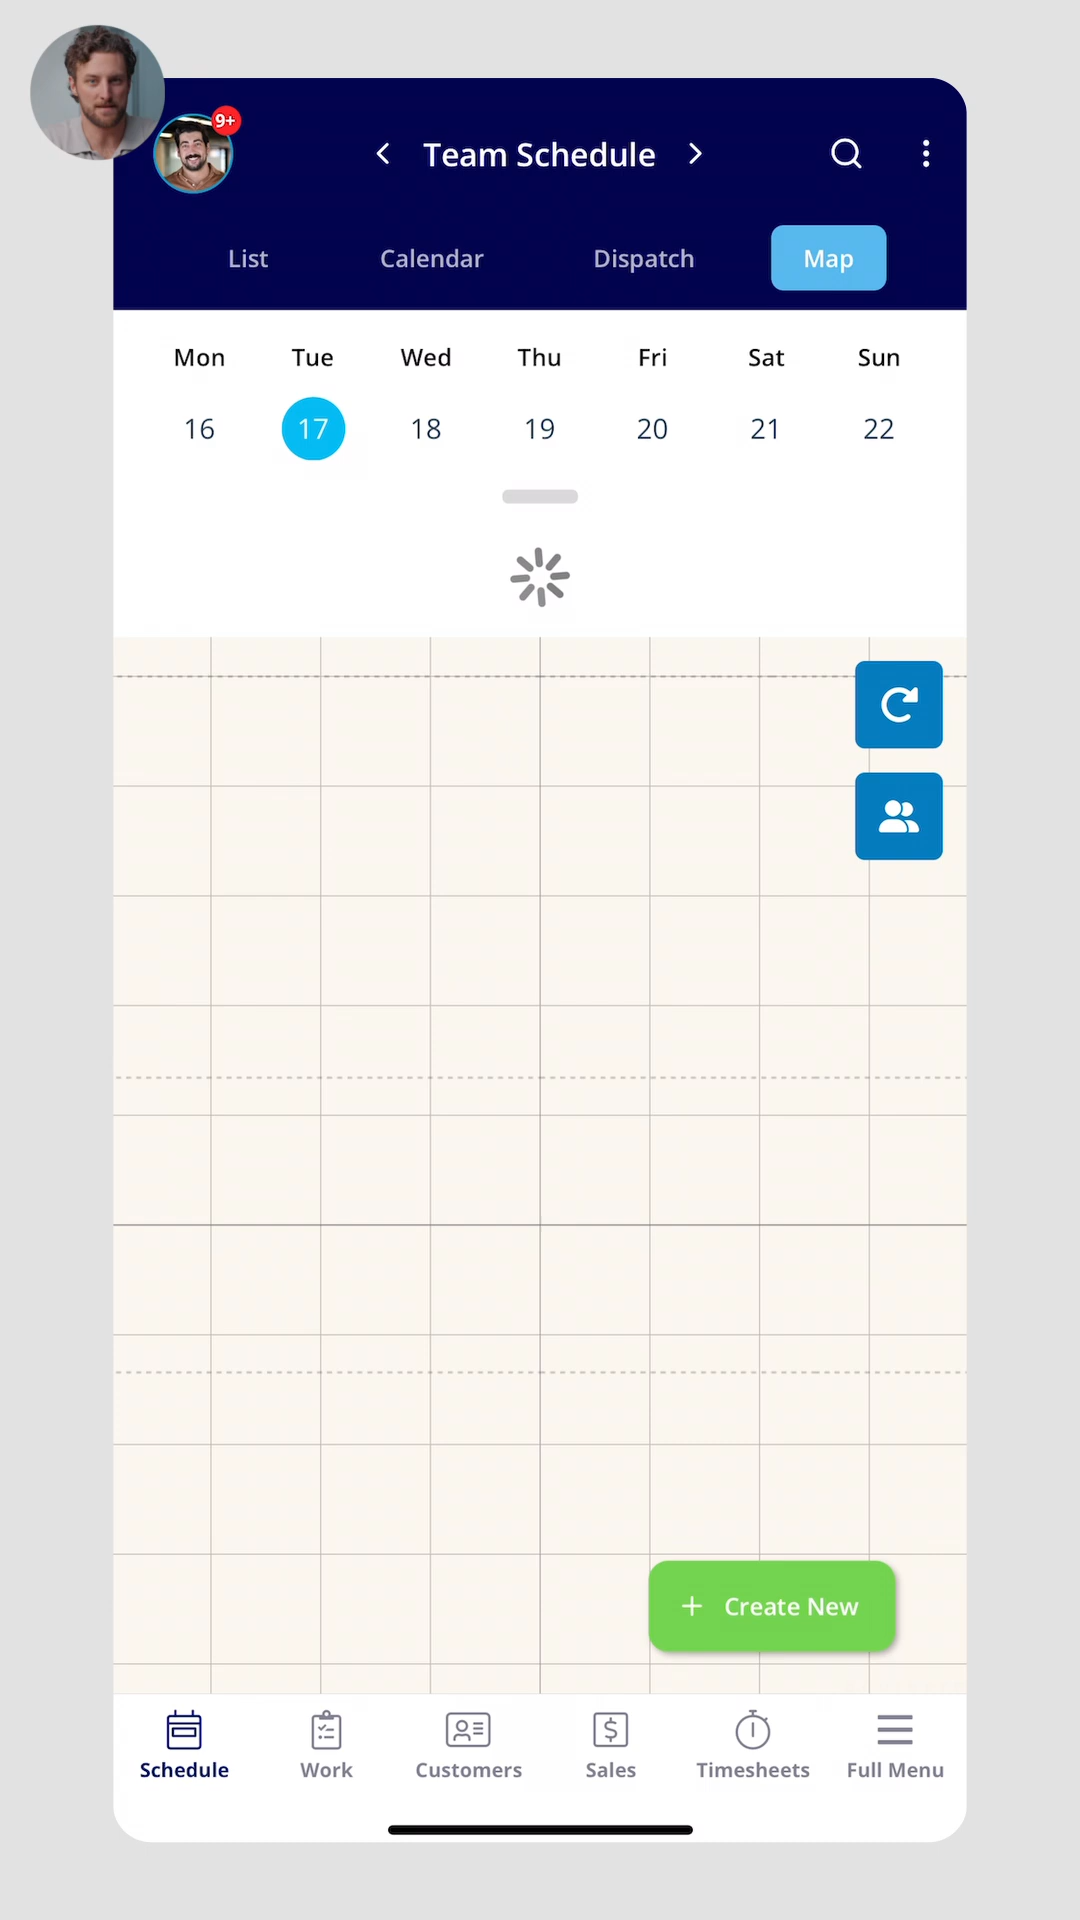 9+
Team Schedule
List Calendar Dispatch Map
Mon Tue Wed Thu Fri Sat Sun
16 17 18 19 20 21 22
+ Create New
Schedule Work Customers Sales Timesheets Full Menu